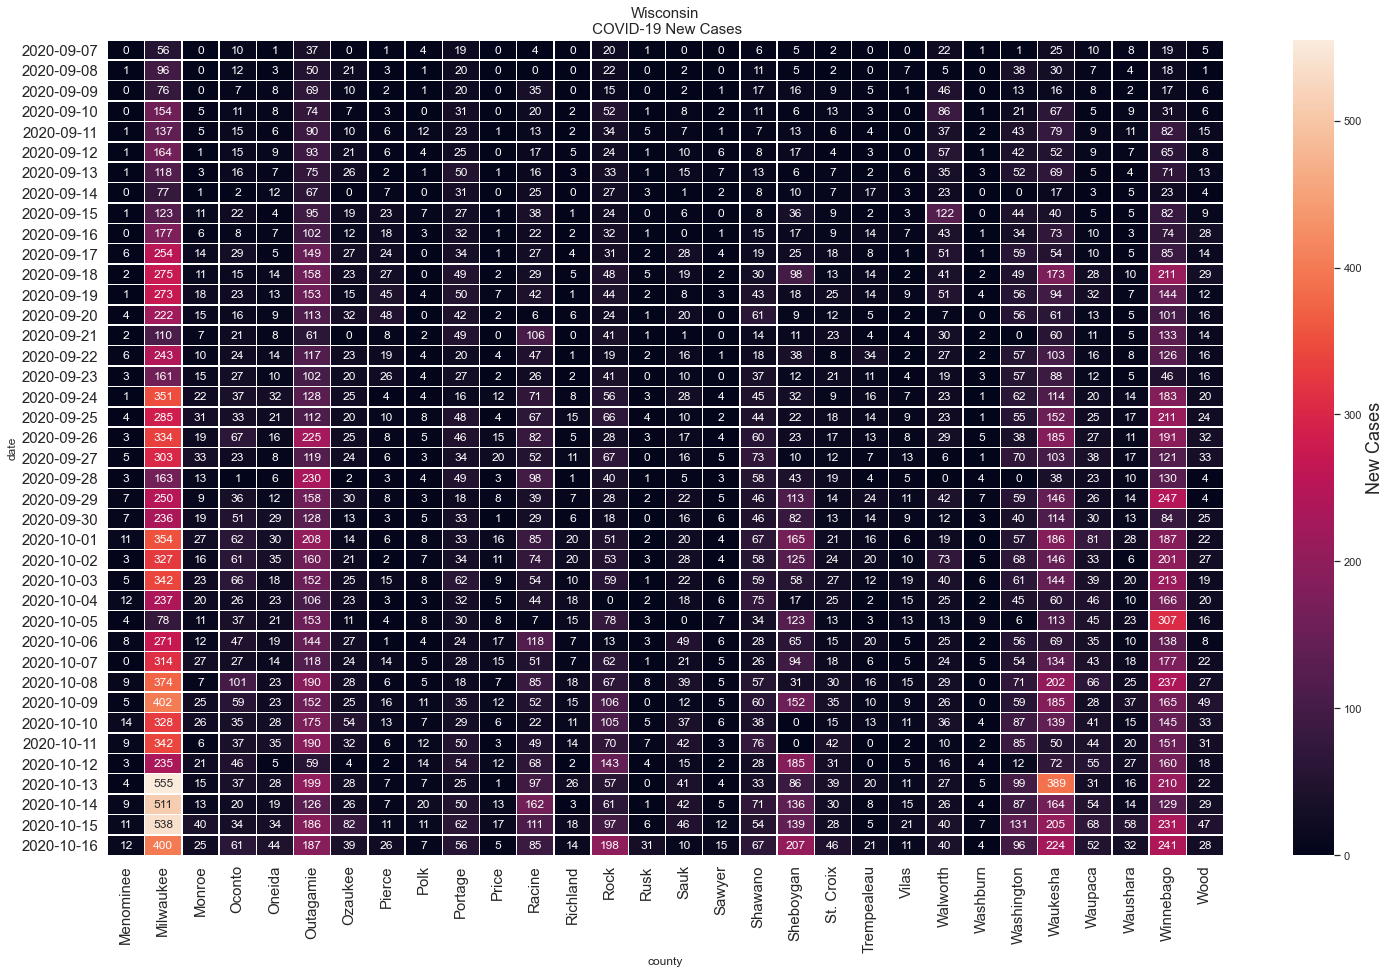 Wisconsin
COVID-19 New Cases
2020-09-07 0 56 0 10 1 37 0 1 4 19 0 4 0 20 1 0 0 6 5 2 0 0 22 1 1 25 10 8 19 5
2020-09-08 1 96 0 12 3 50 21 3 1 20 0 0 0 22 0 2 0 11 5 2 0 7 5 0 38 30 7 4 18 1
2020-09-09 0 76 0 7 8 69 10 2 1 20 0 35 0 15 0 2 1 17 16 9 5 1 46 0 13 16 8 2 17 6
2020-09-10 0 154 5 11 8 74 7 3 0 31 0 20 2 52 1 8 2 11 6 13 3 0 86 1 21 67 5 9 31 6
2020-09-11 1 137 5 15 6 90 10 6 12 23 1 13 2 34 5 7 1 7 13 6 4 0 37 2 43 79 9 11 82 15
2020-09-12 1 164 1 15 9 93 21 6 4 25 0 17 5 24 1 10 6 8 17 4 3 0 57 1 42 52 9 7 65 8
2020-09-13 1 118 3 16 7 75 26 2 1 50 1 16 3 33 1 15 7 13 6 7 2 6 35 3 52 69 5 4 71 13
2020-09-14 0 77 1 2 12 67 0 7 0 31 0 25 0 27 3 1 2 8 10 7 17 3 23 0 0 17 3 5 23 4
2020-09-15 1 123 11 22 4 95 19 23 7 27 1 38 1 24 0 6 0 8 36 9 2 3 122 0 44 40 5 5 82 9
2020-09-16 0 177 6 8 7 102 12 18 3 32 1 22 2 32 1 0 1 15 17 9 14 7 43 1 34 73 10 3 74 28
2020-09-17 6 254 14 29 5 149 27 24 0 34 1 27 4 31 2 28 4 19 25 18 8 1 51 1 59 54 10 5 85 14
2020-09-18 2 275 11 15 14 158 23 27 0 49 2 29 5 48 5 19 2 30 98 13 14 2 41 2 49 173 28 10 211 29
2020-09-19 1 273 18 23 13 153 15 45 4 50 7 42 1 44 2 8 3 43 18 25 14 9 51 4 56 94 32 7 144 12
2020-09-20 4 222 15 16 9 113 32 48 0 42 2 6 6 24 1 20 0 61 9 12 5 2 7 0 56 61 13 5 101 16
2020-09-21 2 110 7 21 8 61 0 8 2 49 0 106 0 41 1 1 0 14 11 23 4 4 30 2 0 60 11 5 133 14
2020-09-22 6 243 10 24 14 117 23 19 4 20 4 47 1 19 2 16 1 18 38 8 34 2 27 2 57 103 16 8 126 16
2020-09-23 3 161 15 27 10 102 20 26 4 27 2 26 2 41 0 10 0 37 12 21 11 4 19 3 57 88 12 5 46 16
2020-09-24 1 351 22 37 32 128 25 4 4 16 12 71 8 56 3 28 4 45 32 9 16 7 23 1 62 114 20 14 183 20
2020-09-25 4 285 31 33 21 112 20 10 8 48 4 67 15 66 4 10 2 44 22 18 14 9 23 1 55 152 25 17 211 24
2020-09-26 3 334 19 67 16 225 25 8 5 46 15 82 5 28 3 17 4 60 23 17 13 8 29 5 38 185 27 11 191 32
2020-09-27 5 303 33 23 8 119 24 6 3 34 20 52 11 67 0 16 5 73 10 12 7 13 6 1 70 103 38 17 121 33
2020-09-28 3 163 13 1 6 230 2 3 4 49 3 98 1 40 1 5 3 58 43 19 4 5 0 4 0 38 23 10 130 4
2020-09-29 7 250 9 36 12 158 30 8 3 18 8 39 7 28 2 22 5 46 113 14 24 11 42 7 59 146 26 14 247 4
2020-09-30 7 236 19 51 29 128 13 3 5 33 1 29 6 18 0 16 6 46 82 13 14 9 12 3 40 114 30 13 84 25
2020-10-01 11 354 27 62 30 208 14 6 8 33 16 85 20 51 2 20 4 67 165 21 16 6 19 0 57 186 81 28 187 22
2020-10-02 2 327 16 61 35 160 21 2 7 34 11 74 20 53 3 28 4 58 125 24 20 10 73 5 68 146 33 6 201 27
2020-10-03 5 342 23 66 18 152 25 15 8 62 9 54 10 59 1 22 6 59 58 27 12 19 40 6 61 144 39 20 213 19
2020-10-04 12 237 20 26 23 106 23 3 3 32 5 44 18 0 2 18 6 75 17 25 2 15 25 2 45 60 46 10 166 20
2020-10-05 4 78 11 37 21 153 11 4 8 30 8 7 15 78 3 0 7 34 123 13 3 13 13 9 6 113 45 23 307 16
2020-10-06 8 271 12 47 19 144 27 1 4 24 17 118 7 13 3 49 6 28 65 15 20 5 25 2 56 69 35 10 138 8
2020-10-07 0 314 27 27 14 118 24 14 5 28 15 51 7 62 1 21 5 26 94 18 6 5 24 5 54 134 43 18 177 22
2020-10-08 9 374 7 101 23 190 28 6 5 18 7 85 18 67 8 39 5 57 31 30 16 15 29 0 71 202 66 25 237 27
2020-10-09 5 402 25 59 23 152 25 16 11 35 12 52 15 106 0 12 5 60 152 35 10 9 26 0 59 185 28 37 165 49
2020-10-10 14 328 26 35 28 175 54 13 7 29 6 22 11 105 5 37 6 38 0 15 13 11 36 4 87 139 41 15 145 33
2020-10-11 9 342 6 37 35 190 32 6 12 50 3 49 14 70 7 42 3 76 0 42 0 2 10 2 85 50 44 20 151 31
2020-10-12 3 235 21 46 5 59 4 2 14 54 12 68 2 143 4 15 2 28 185 31 0 5 16 4 12 72 55 27 160 18
2020-10-13 4 555 15 37 28 199 28 7 7 25 1 97 26 57 0 41 4 33 86 39 20 11 27 5 99 389 31 16 210 22
2020-10-14 9 511 13 20 19 126 26 7 20 50 13 162 3 61 1 42 5 71 136 30 8 15 26 4 87 164 54 14 129 29
2020-10-15 11 538 40 34 34 186 82 11 11 62 17 111 18 97 6 46 12 54 139 28 5 21 40 7 131 205 68 58 231 47
2020-10-16 12 400 25 61 44 187 39 26 7 56 5 85 14 198 31 10 15 67 207 46 21 11 40 4 96 224 52 32 241 28
date
Menominee Milwaukee Monroe Oconto Oneida Outagamie Ozaukee Pierce Polk Portage Price Racine Richland Rock Rusk Sauk Sawyer Shawano Sheboygan St. Croix Trempealeau Vilas Walworth Washburn Washington Waukesha Waupaca Waushara Winnebago Wood
county
500
400
300
200
100
0
New Cases